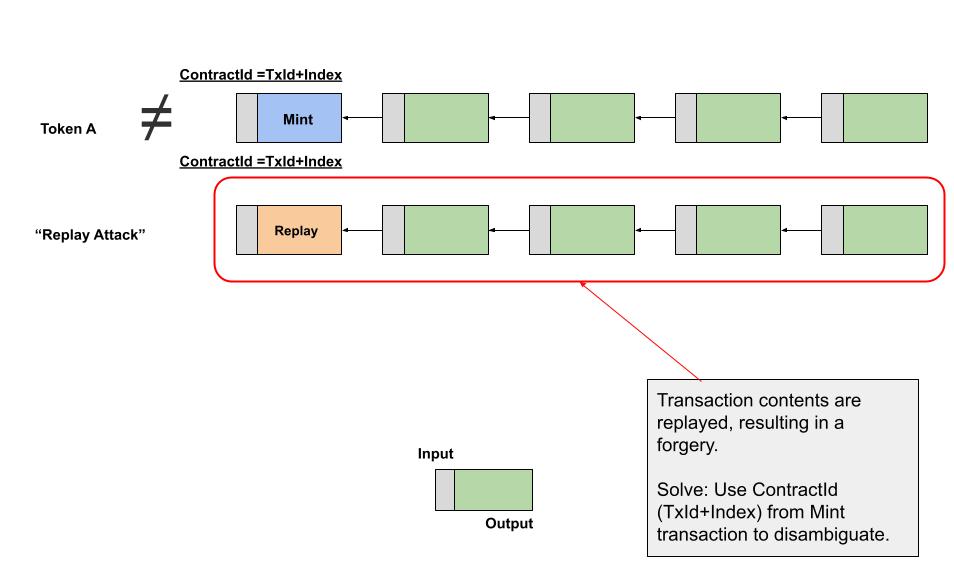 ContractId =TxId+Index
Token A
≠
Mint
ContractId =TxId+Index
“Replay Attack”
Replay
Transaction contents are
replayed, resulting in a
forgery.
Solve: Use ContractId
(TxId+Index) from Mint
transaction to disambiguate.
Input
Output